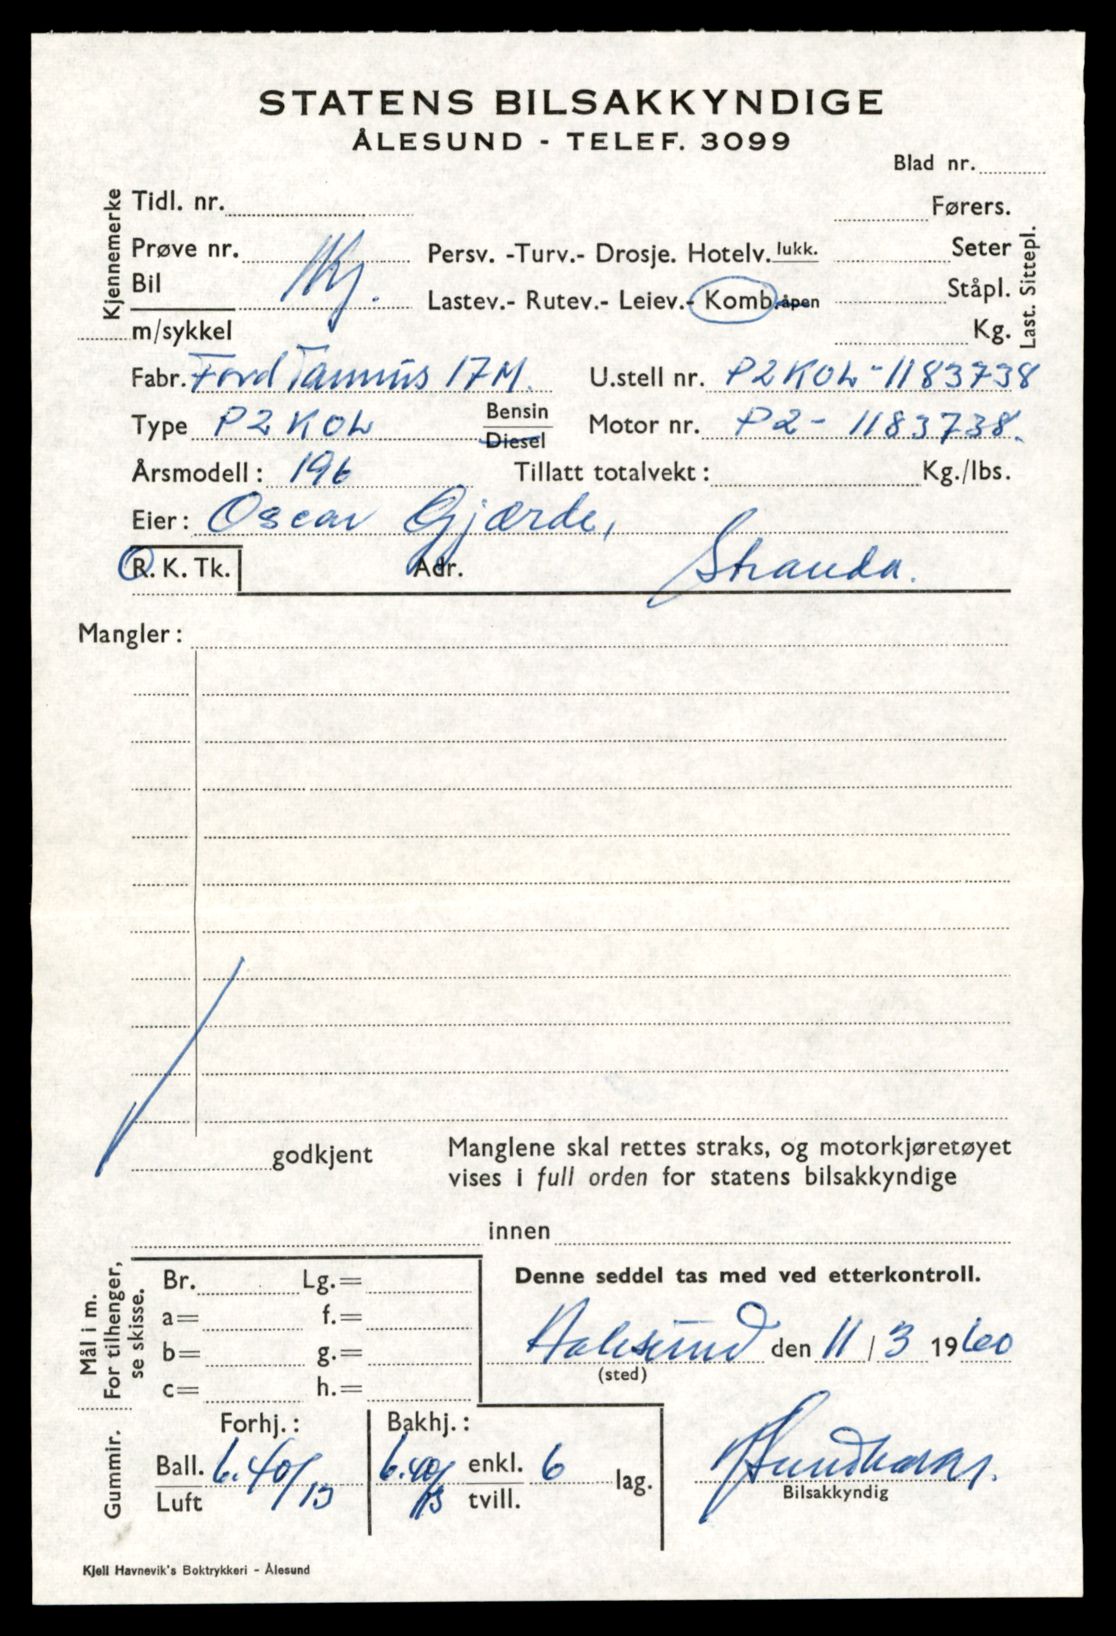 STATENS BILSAKKYNDIGE
ÅLESUND - TELEF. 3099
Blad nr.
Kjennemerke
Tidl. nr.
Førers.
Prøve nr.
Persv. -Turv.- Drosje. Hotelv. lukk.
Seter
Bil
Lastev.- Rutev.- Leiev.- Komb. åpen
Ståpl.
m/sykkel
Kg.
Last. Sittepl.
Fabr. Ford Taunus 17M. U.stell nr. P2KOL-1183738
Type P2KOL Bensin Diesel Motor nr. P2-1183738.
Årsmodell: 196 Tillatt totalvekt: Kg./lbs.
Eier: Oscar Gjærde,
R. K. Tk. Adr. Stranda.
Mangler:
godkjent
Manglene skal rettes straks, og motorkjøretøyet
vises i full orden for statens bilsakkyndige
innen
Mål i m.
For tilhenger,
se skisse.
Br. Lg.=
a= f.=
b= g.=
c= h.=
Denne seddel tas med ved etterkontroll.
Aalesund den 11/3 1960
(sted)
Gummir.
Forhj.: Bakhj.:
Ball. 6.40/13 6.40/13 enkl. 6 lag.
Luft tvill.
Bilsakkyndig
Kjell Havnevik's Boktrykkeri - Ålesund